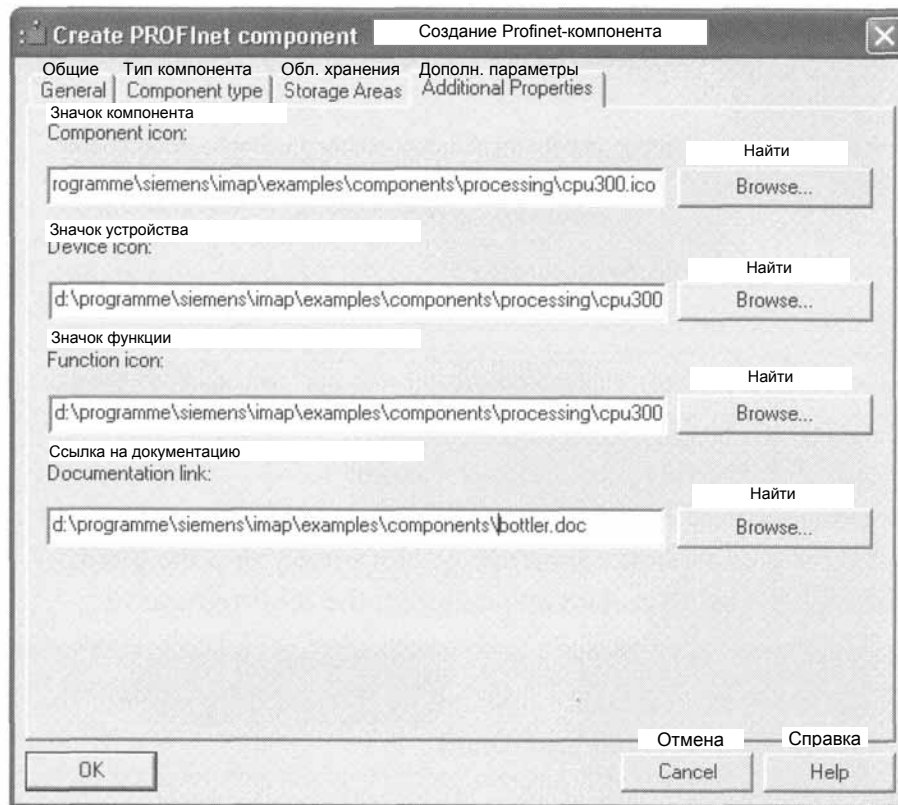 Create PROFInet component Создание Profinet-компонента
Общие Тип компонента Обл. хранения Дополн. параметры
General Component type Storage Areas Additional Properties
Значок компонента
Component icon:
Найти
rogramme\siemens\imap\examples\components\processing\cpu300.ico Browse...
Значок устройства
Device icon:
Найти
d:\programme\siemens\imap\examples\components\processing\cpu300 Browse...
Значок функции
Function icon:
Найти
d:\programme\siemens\imap\examples\components\processing\cpu300 Browse...
Ссылка на документацию
Documentation link:
Найти
d:\programme\siemens\imap\examples\components\bottler.doc Browse...
Отмена Справка
OK Cancel Help